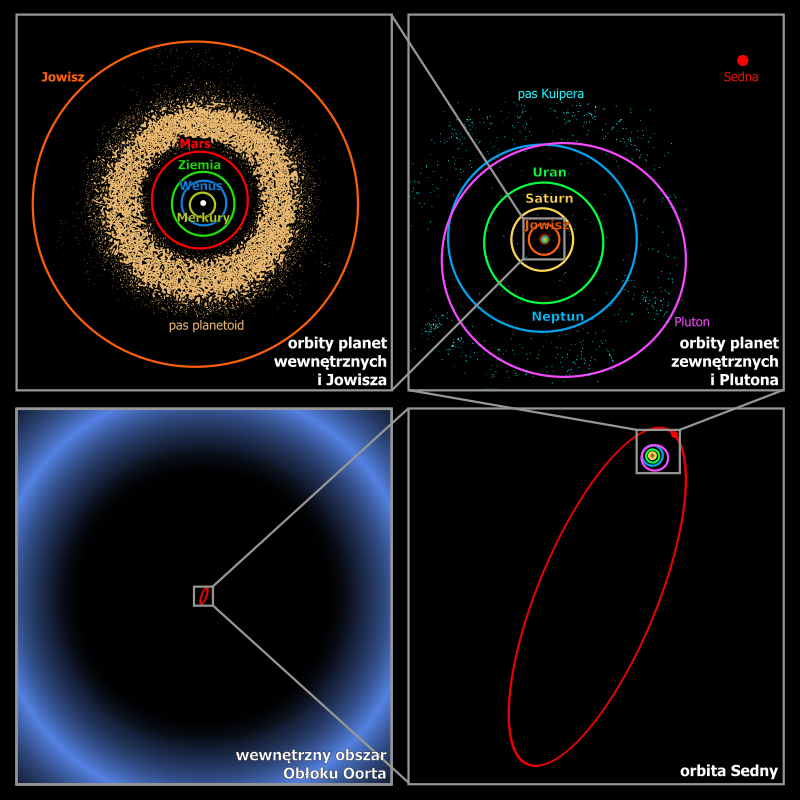 Jowisz
Mars
Ziemia
Wenus
Merkury
pas planetoid
orbity planet
wewnętrznych
i Jowisza
Sedna
pas Kuipera
Uran
Saturn
Jowisz
Neptun
Pluton
orbity planet
zewnętrznych
i Plutona
wewnętrzny obszar
Obłoku Oorta
orbita Sedny